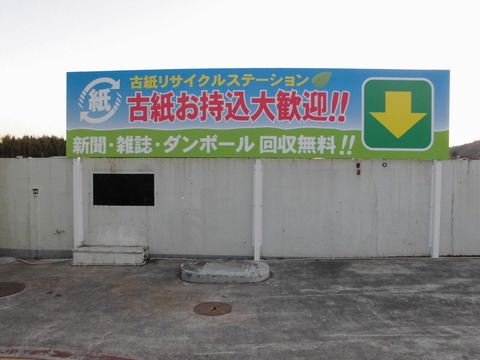 古紙リサイクルステーション
紙
古紙お持込大歓迎!!
新聞・雑誌・ダンボール 回収無料!!